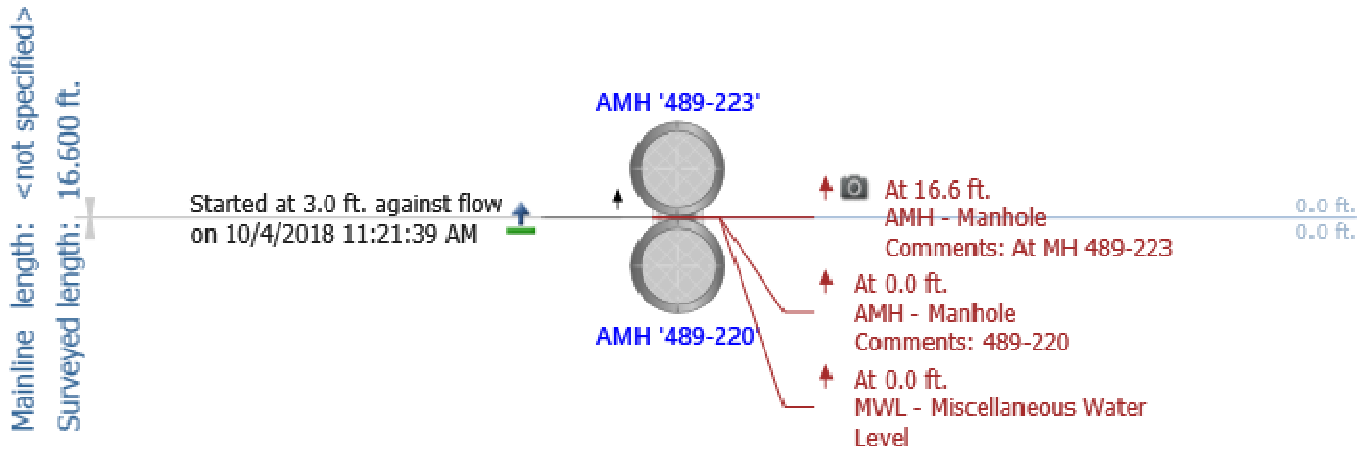 Mainline length: <not specified>
Surveyed length: 16.600 ft.
AMH '489-223'
Started at 3.0 ft. against flow
on 10/4/2018 11:21:39 AM
At 16.6 ft.
AMH - Manhole
Comments: At MH 489-223
0.0 ft.
0.0 ft.
At 0.0 ft.
AMH - Manhole
Comments: 489-220
AMH '489-220'
At 0.0 ft.
MWL - Miscellaneous Water
Level